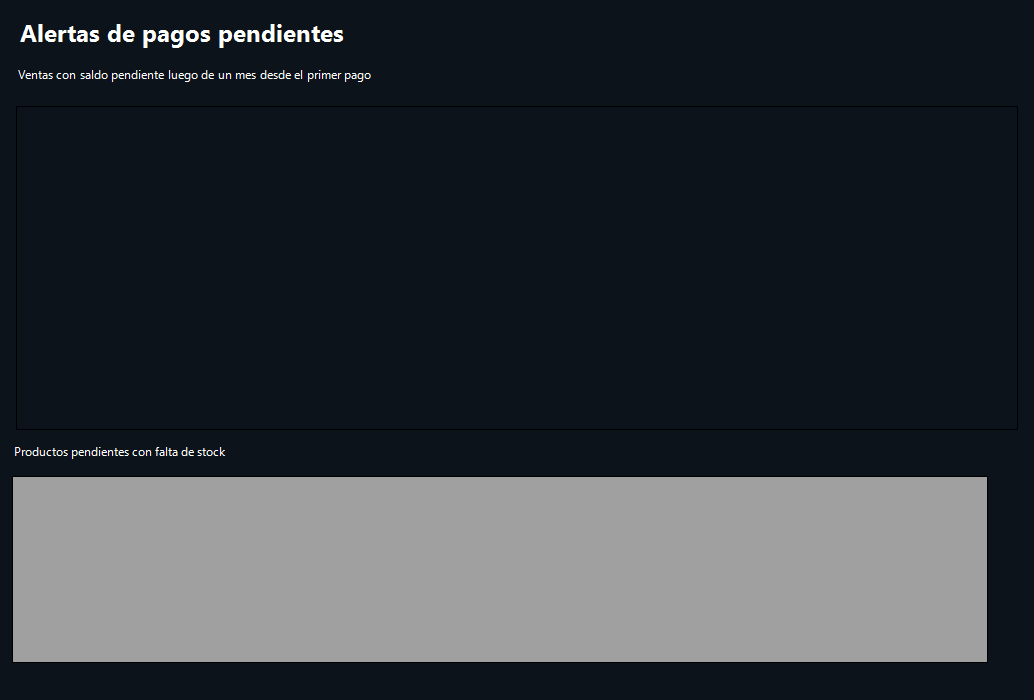 Alertas de pagos pendientes
Ventas con saldo pendiente luego de un mes desde el primer pago
Productos pendientes con falta de stock